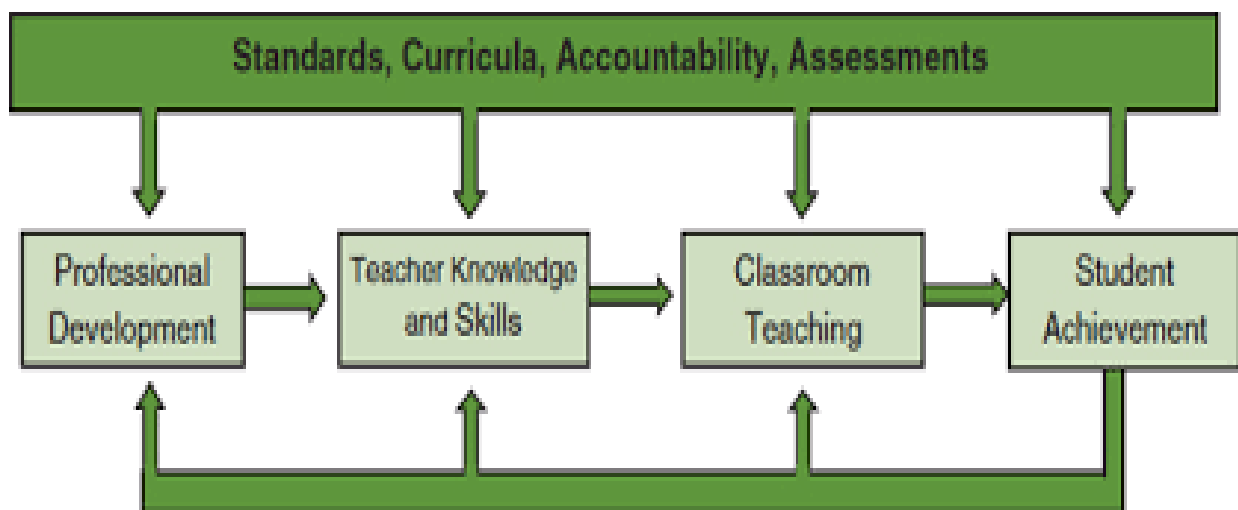 Standards, Curricula, Accountability, Assessments
Professional
Development
Teacher Knowledge
and Skills
Classroom
Teaching
Student
Achievement